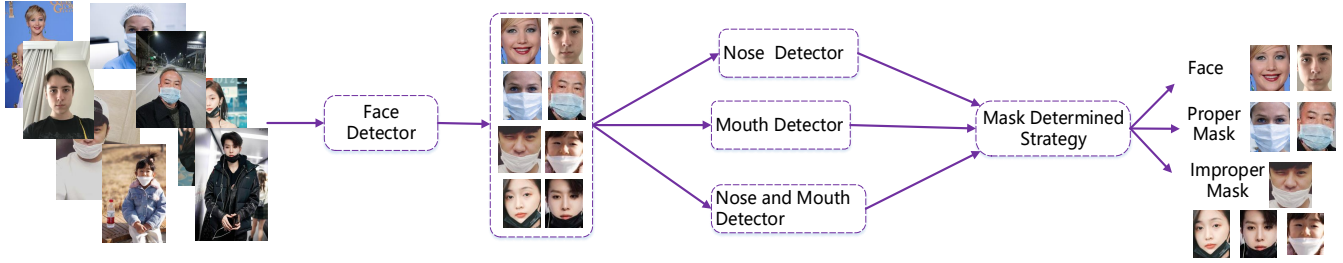 Face
Detector
Nose Detector
Mouth Detector
Nose and Mouth
Detector
Mask Determined
Strategy
Face
Proper
Mask
Improper
Mask